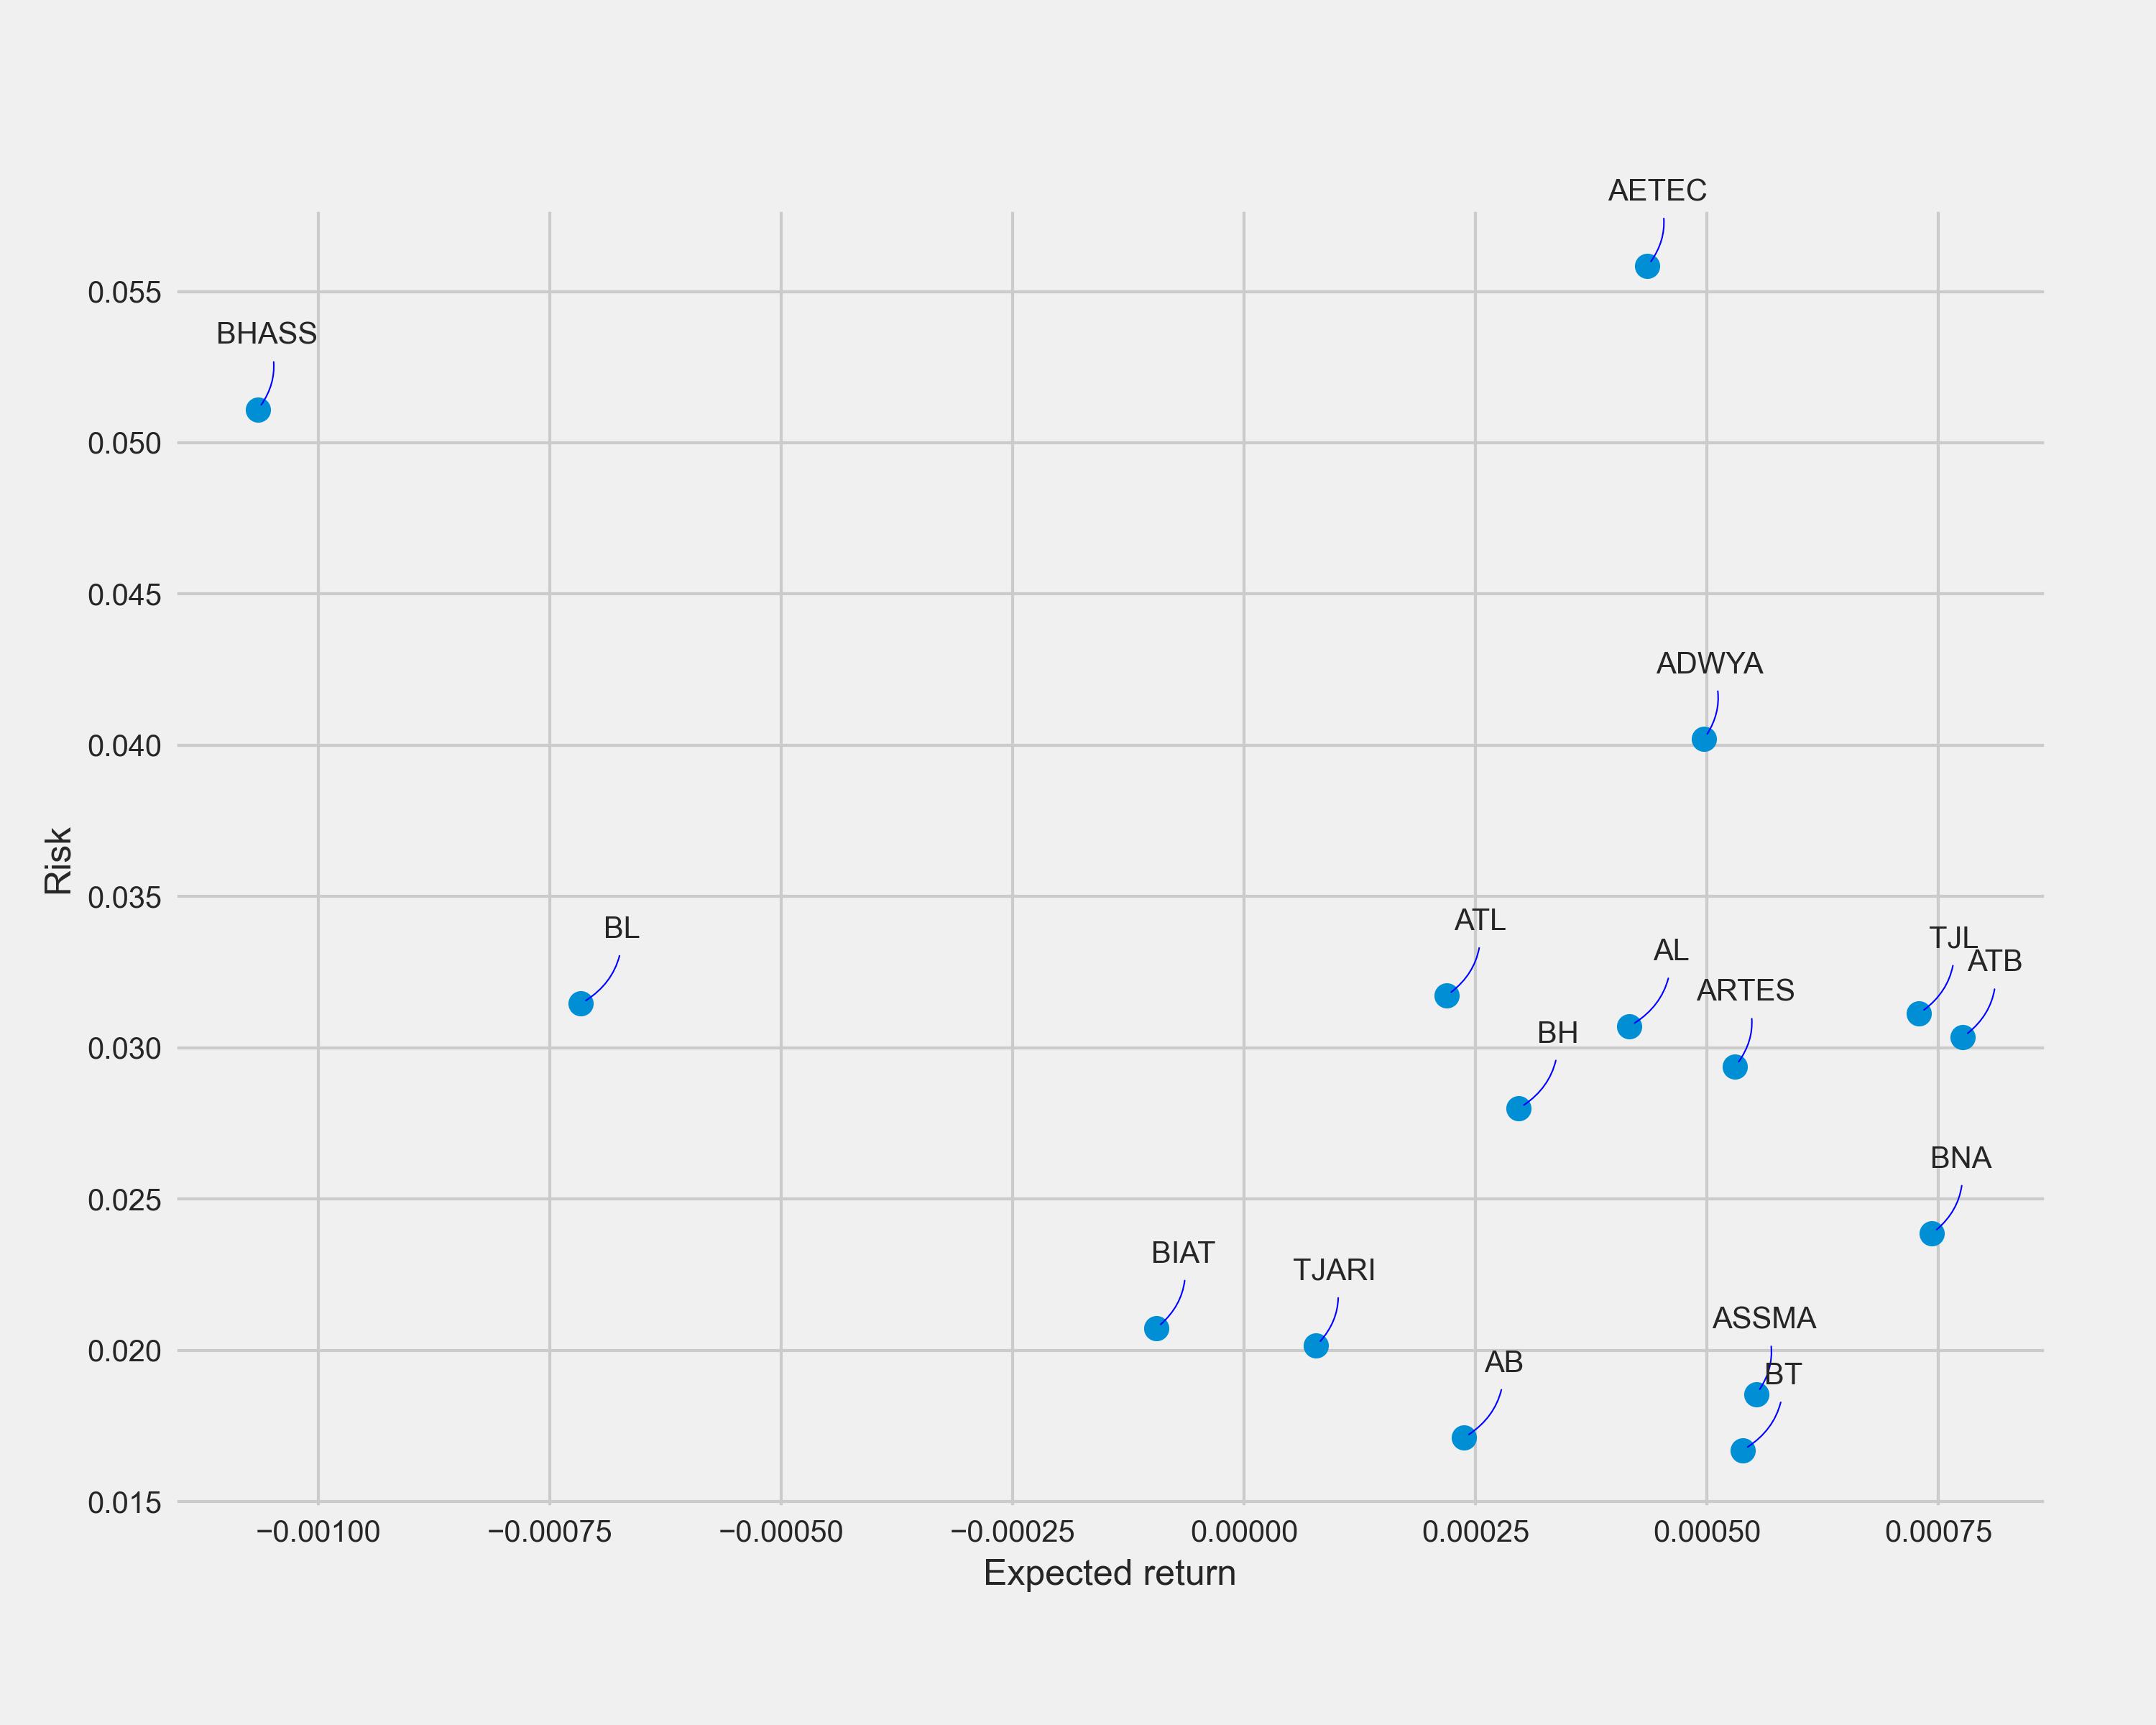 AETEC
0.055
BHASS
0.050
0.045
ADWYA
0.040
Risk
0.035
BL
ATL
TJL
AL
ATB
ARTES
0.030
BH
BNA
0.025
BIAT
TJARI
ASSMA
0.020
AB
BT
0.015
−0.00100 −0.00075 −0.00050 −0.00025 0.00000 0.00025 0.00050 0.00075
Expected return